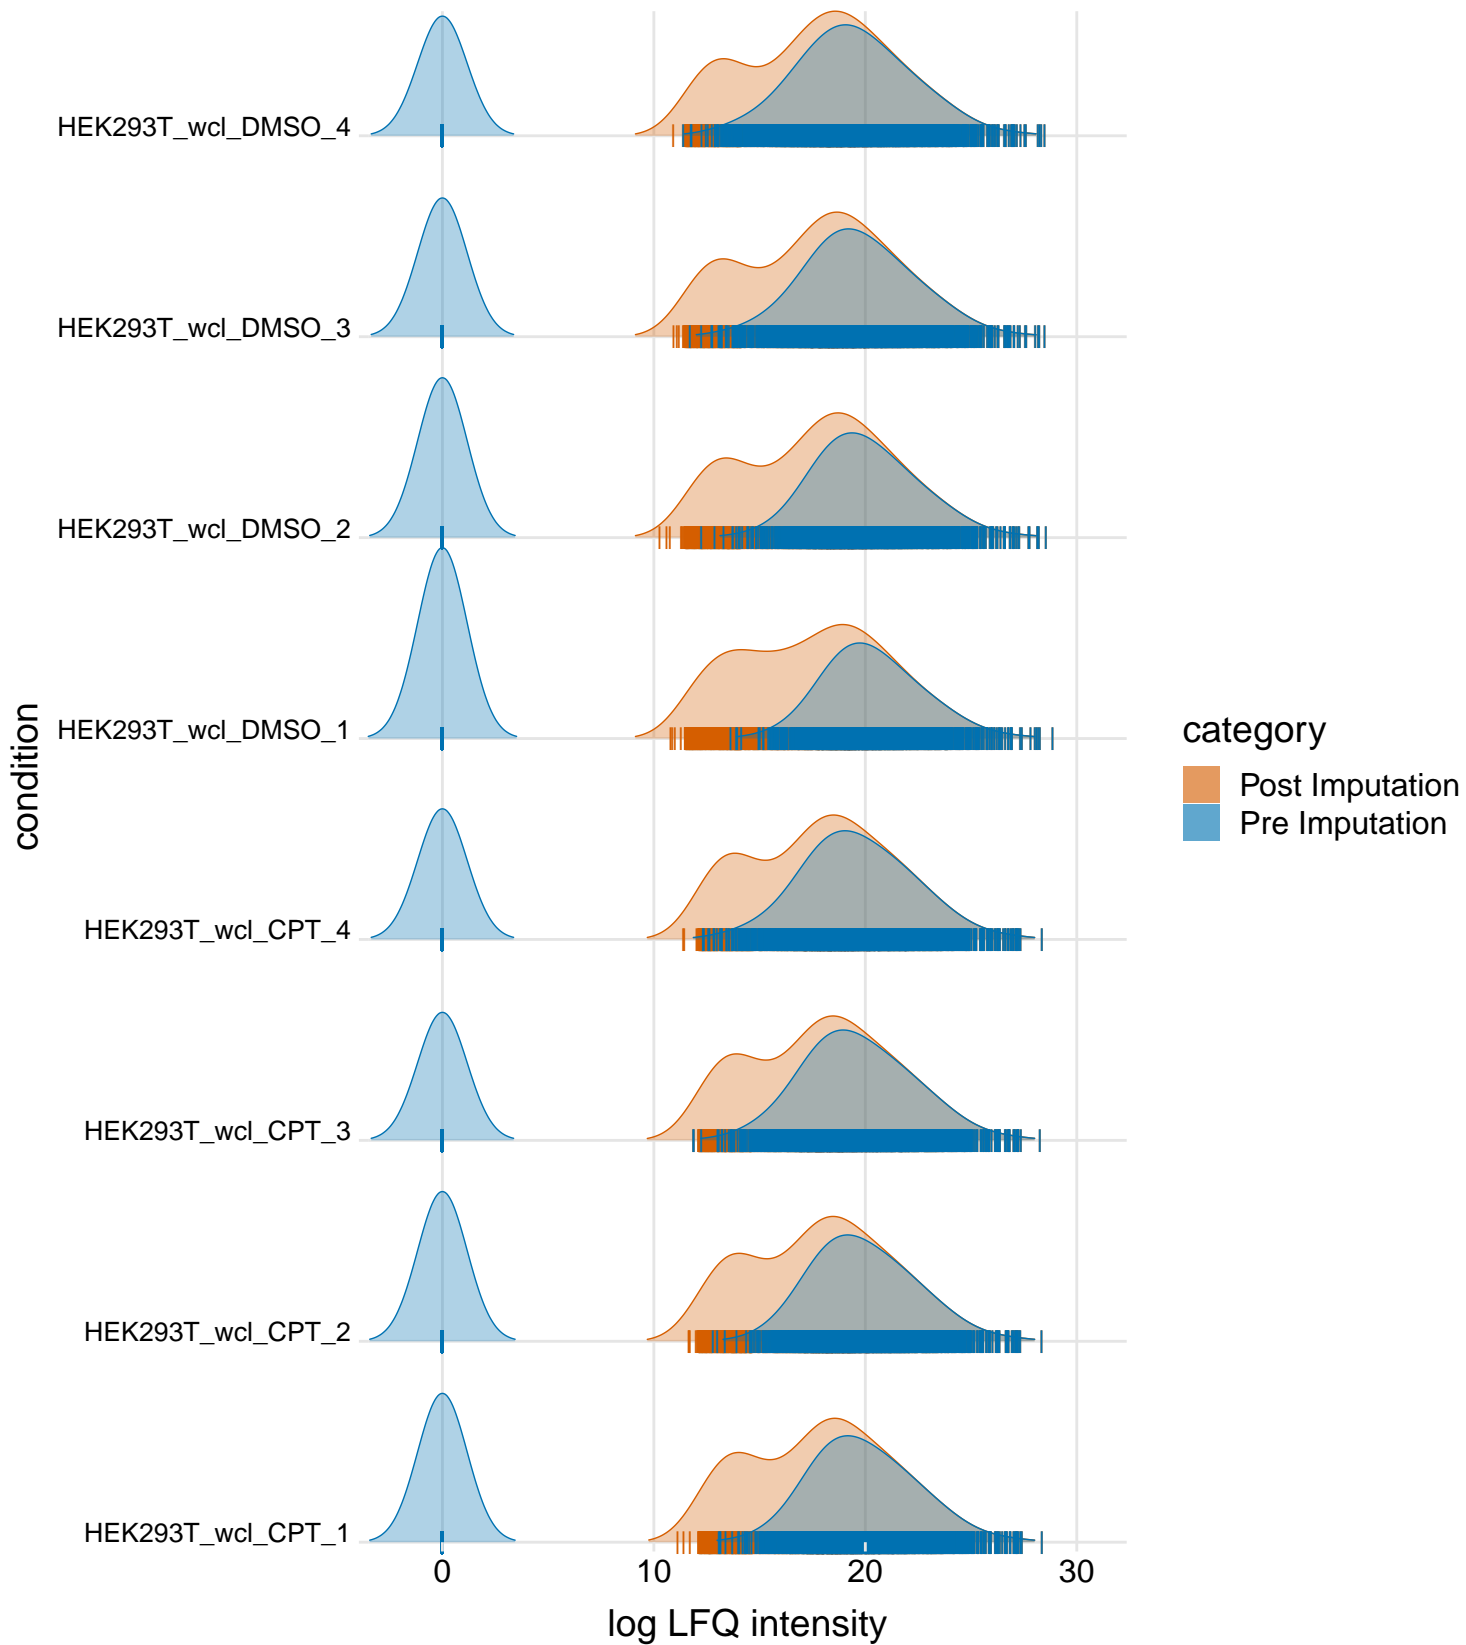 HEK293T_wcl_DMSO_4
HEK293T_wcl_DMSO_3
HEK293T_wcl_DMSO_2
HEK293T_wcl_DMSO_1
HEK293T_wcl_CPT_4
HEK293T_wcl_CPT_3
HEK293T_wcl_CPT_2
HEK293T_wcl_CPT_1
condition
0 10 20 30
log LFQ intensity
category
Post Imputation
Pre Imputation